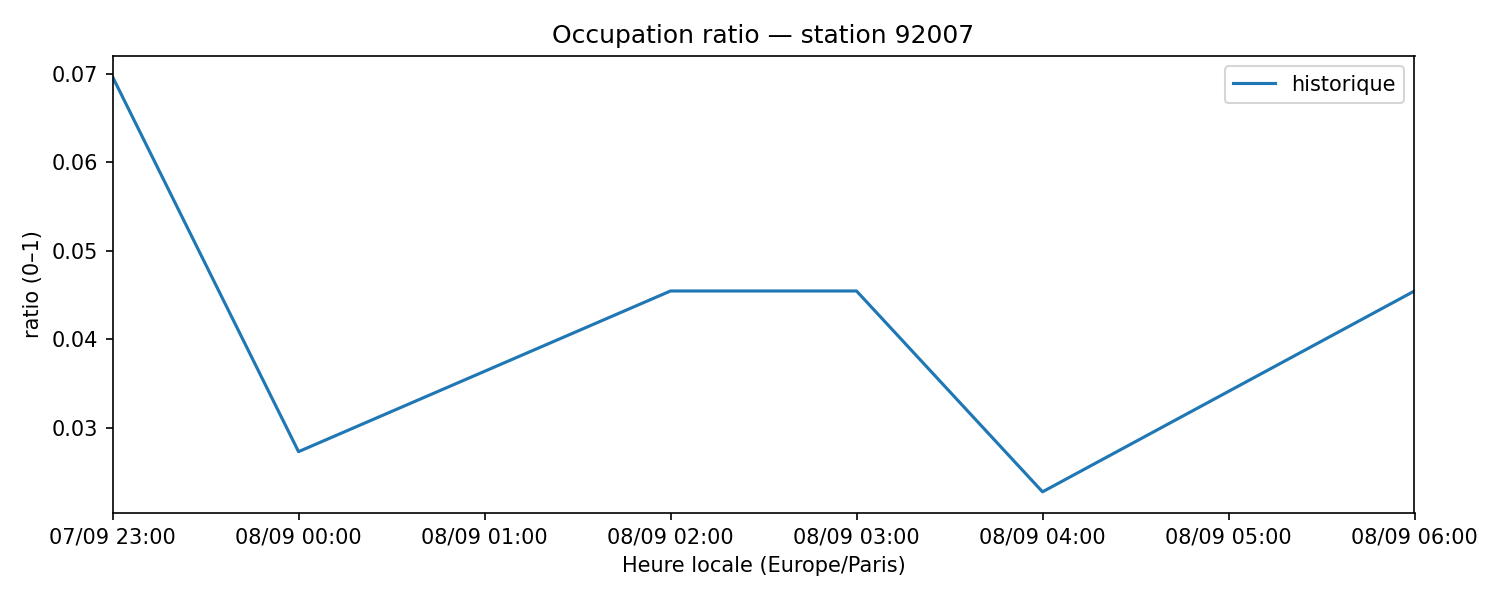 Occupation ratio — station 92007
historique
0.07
0.06
0.05
0.04
0.03
ratio (0–1)
07/09 23:00 08/09 00:00 08/09 01:00 08/09 02:00 08/09 03:00 08/09 04:00 08/09 05:00 08/09 06:00
Heure locale (Europe/Paris)